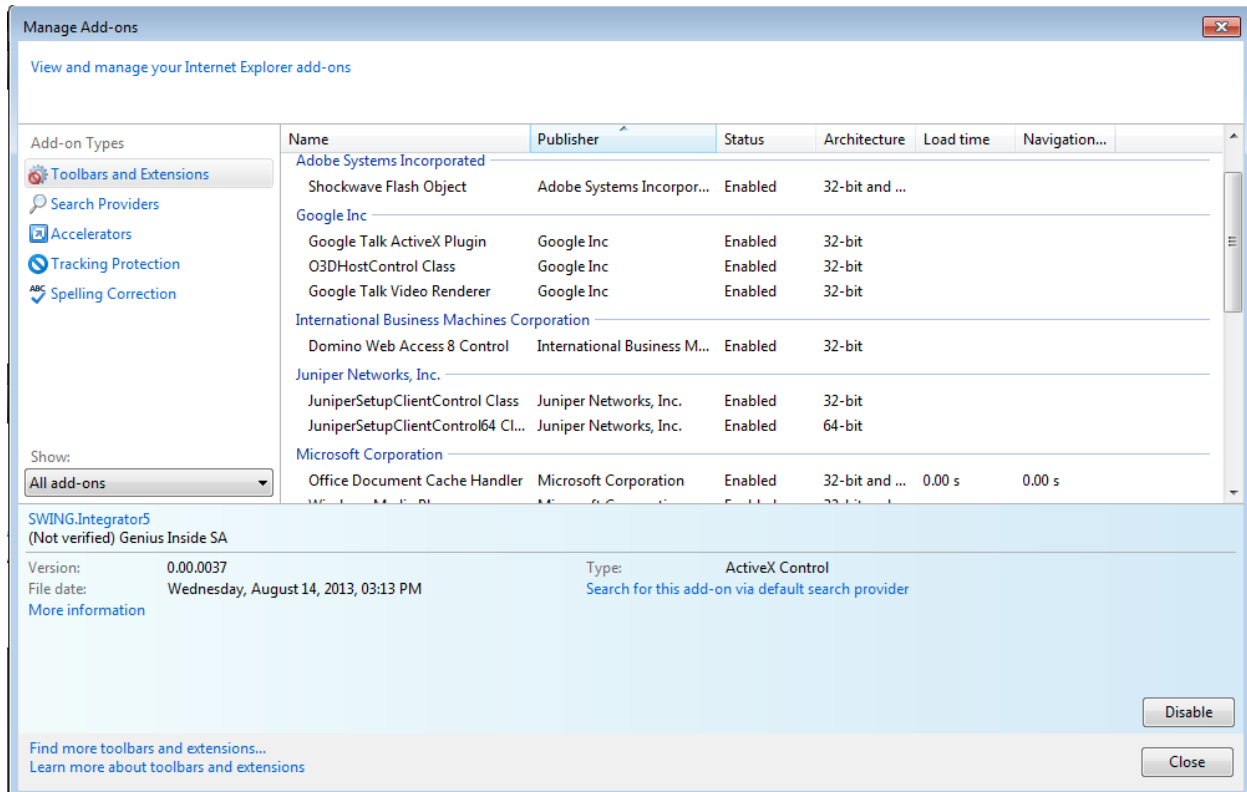 Manage Add-ons
View and manage your Internet Explorer add-ons
Add-on Types
Toolbars and Extensions
Search Providers
Accelerators
Tracking Protection
ABC Spelling Correction
Show:
All add-ons
Name Publisher Status Architecture Load time Navigation...
Adobe Systems Incorporated
Shockwave Flash Object Adobe Systems Incorpor... Enabled 32-bit and ...
Google Inc
Google Talk ActiveX Plugin Google Inc Enabled 32-bit
O3DHostControl Class Google Inc Enabled 32-bit
Google Talk Video Renderer Google Inc Enabled 32-bit
International Business Machines Corporation
Domino Web Access 8 Control International Business M... Enabled 32-bit
Juniper Networks, Inc.
JuniperSetupClientControl Class Juniper Networks, Inc. Enabled 32-bit
JuniperSetupClientControl64 Cl... Juniper Networks, Inc. Enabled 64-bit
Microsoft Corporation
Office Document Cache Handler Microsoft Corporation Enabled 32-bit and ... 0.00 s 0.00 s
SWING.Integrator5
(Not verified) Genius Inside SA
Version: 0.00.0037 Type: ActiveX Control
File date: Wednesday, August 14, 2013, 03:13 PM Search for this add-on via default search provider
More information
Disable
Find more toolbars and extensions...
Learn more about toolbars and extensions
Close